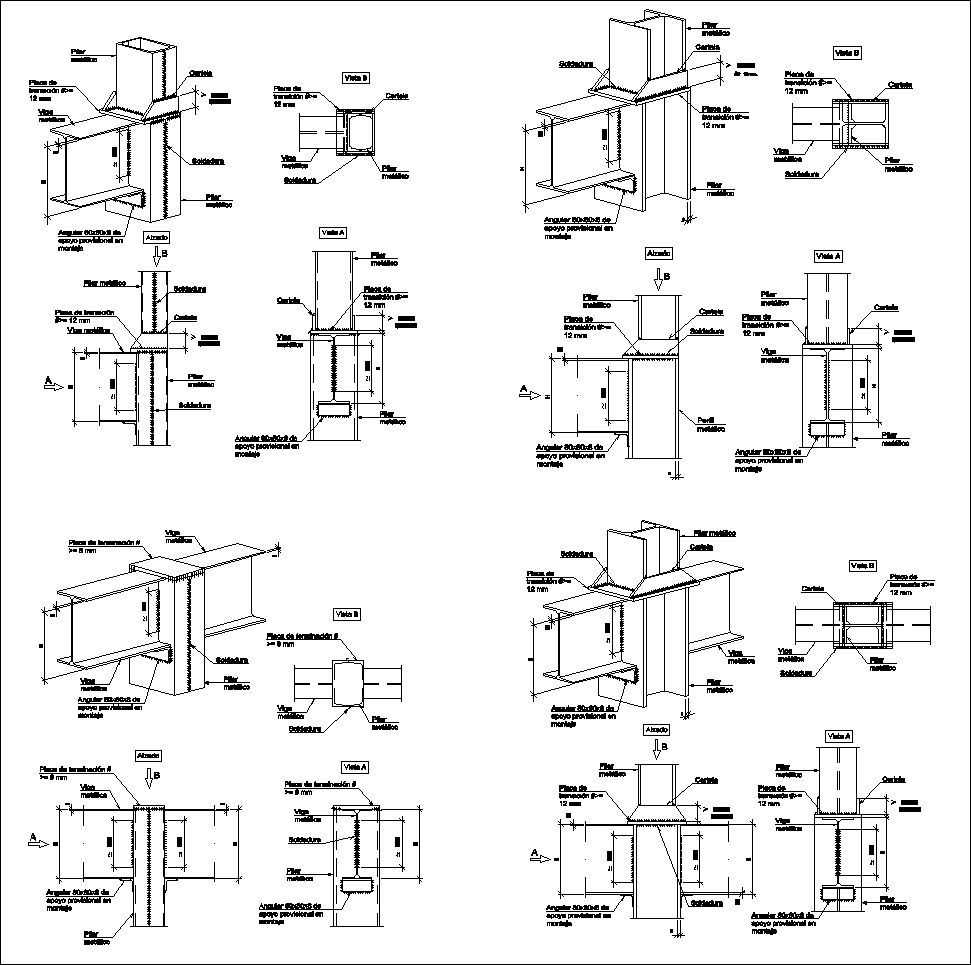 Pilar
metálico
Cartela
Placa de
transición #>=
12 mm
Viga
metálica
Soldadura
Pilar
metálico
Angular 80x80x8 de
apoyo provisional en
montaje
Vista B
Placa de
transición #>=
12 mm
Cartela
Viga
metálica
Soldadura
Pilar
metálico
Alzado
B
Pilar metálico
Soldadura
Placa de transición
#>= 12 mm
Cartela
Viga metálica
A
Pilar
metálico
Soldadura
Vista A
Pilar
metálico
Cartela
Placa de
transición #>=
12 mm
Viga
metálica
Pilar
metálico
Angular 80x80x8 de
apoyo provisional en
montaje
Pilar
metálico
Soldadura
Cartela
Placa de
transición #>=
12 mm
Viga
metálica
Placa de
transición #>=
12 mm
Pilar
metálico
Angular 80x80x8 de
apoyo provisional en
montaje
Vista B
Placa de
transición #>=
12 mm
Cartela
Viga
metálica
Soldadura
Pilar
metálico
Alzado
B
Pilar
metálico
Cartela
Placa de
transición #>=
12 mm
Soldadura
A
Perfil
metálico
Angular 80x80x8 de
apoyo provisional en
montaje
Vista A
Pilar
metálico
Cartela
Placa de
transición #>=
12 mm
Viga
metálica
Pilar
metálico
Angular 80x80x8 de
apoyo provisional en
montaje
Placa de terminación #
>= 8 mm
Viga
metálica
Soldadura
Pilar
metálico
Viga
metálica
Angular 80x80x8 de
apoyo provisional en
montaje
Vista B
Placa de terminación #
>= 8 mm
Viga
metálica
Soldadura
Pilar
metálico
Alzado
B
Placa de terminación #
>= 8 mm
Viga
metálica
A
Angular 80x80x8 de
apoyo provisional en
montaje
Pilar
metálico
Vista A
Placa de terminación #
>= 8 mm
Viga
metálica
Soldadura
Pilar
metálico
Angular 80x80x8 de
apoyo provisional en
montaje
Pilar metálico
Cartela
Soldadura
Placa de
transición #>=
12 mm
Viga
metálica
Pilar
metálico
Angular 80x80x8 de
apoyo provisional en
montaje
Vista B
Cartela
Placa de
transición #>=
12 mm
Viga
metálica
Soldadura
Pilar
metálico
Alzado
B
Pilar
metálico
Cartela
Placa de
transición #>=
12 mm
A
Angular 80x80x8 de
apoyo provisional en
montaje
Soldadura
Vista A
Pilar
metálico
Cartela
Placa de
transición #>=
12 mm
Viga
metálica
Pilar
metálico
Angular 80x80x8 de
apoyo provisional en
montaje